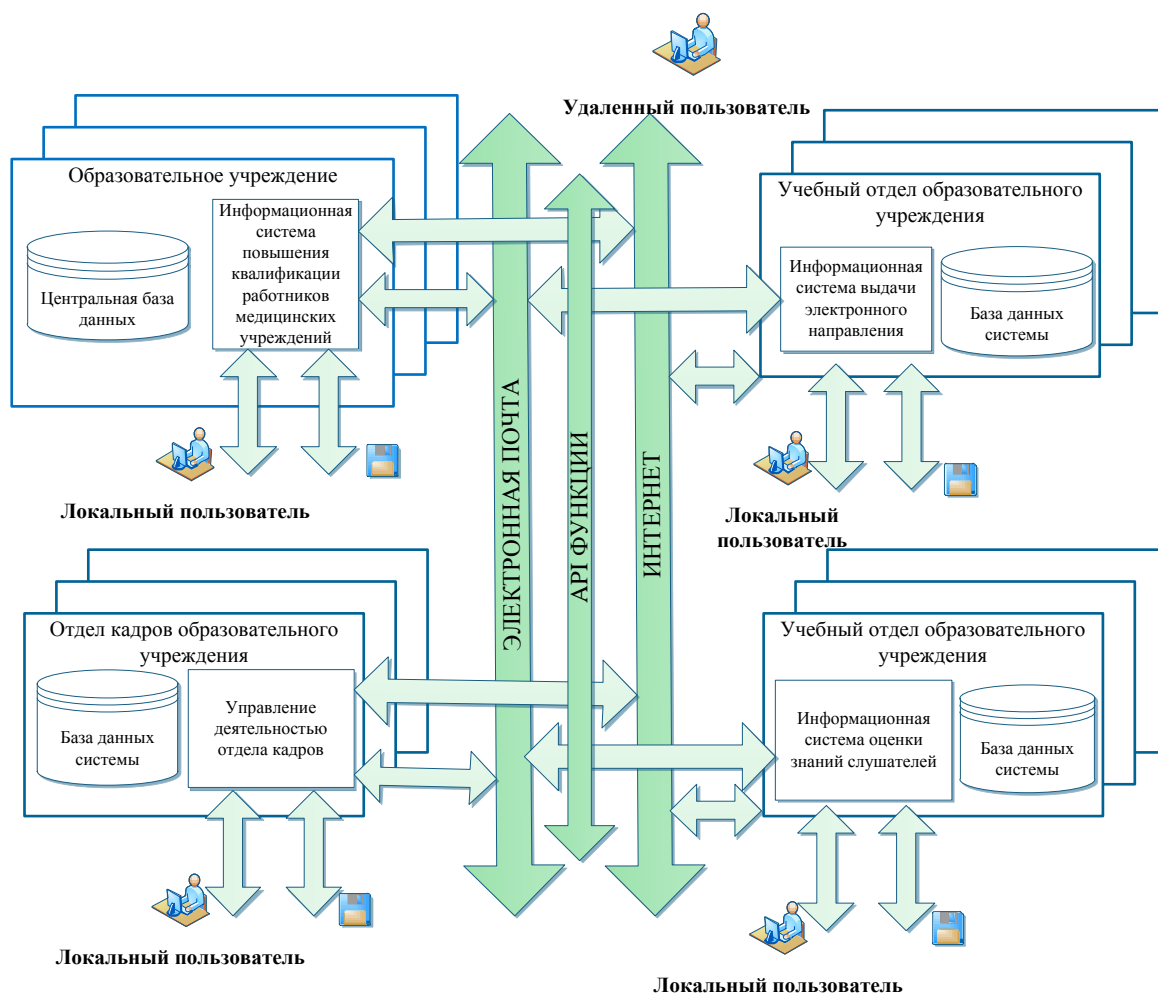 Удаленный пользователь
Образовательное учреждение
Информационная
система
повышения
квалификации
работников
медицинских
учреждений
Центральная база
данных
Учебный отдел образовательного
учреждения
Информационная
система выдачи
электронного
направления
База данных
системы
ЭЛЕКТРОННАЯ ПОЧТА
API ФУНКЦИИ
ИНТЕРНЕТ
Локальный пользователь
Локальный
пользователь
Отдел кадров образовательного
учреждения
База данных
системы
Управление
деятельностью
отдела кадров
Учебный отдел образовательного
учреждения
Информационная
система оценки
знаний слушателей
База данных
системы
Локальный пользователь
Локальный пользователь